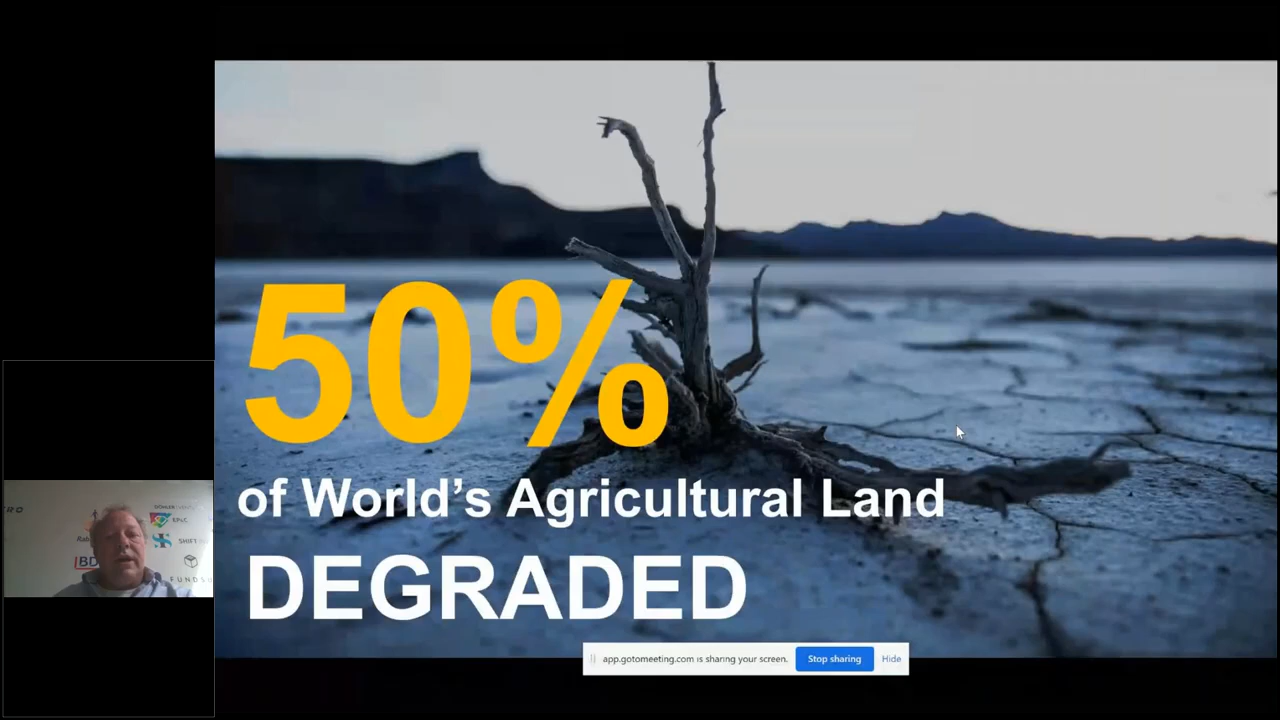 50%
of World's Agricultural Land
DEGRADED
app.gotomeeting.com is sharing your screen.
Stop sharing
Hide